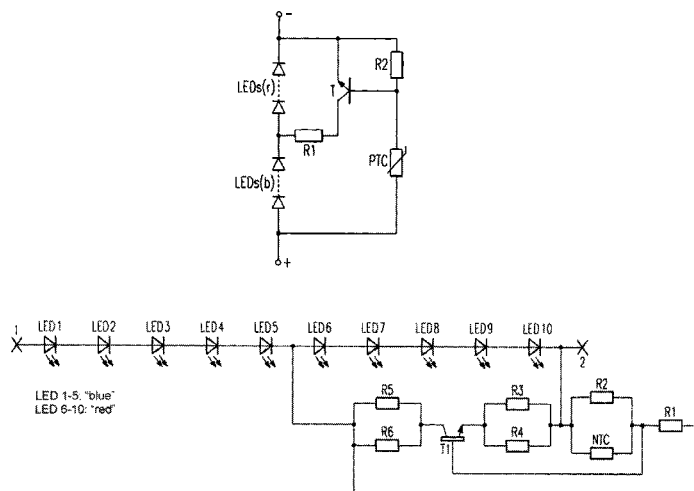 -
R2
LEDs(r)
T
R1
PTC
LEDs(b)
+
1 LED1 LED2 LED3 LED4 LED5 LED6 LED7 LED8 LED9 LED10 2
LED 1-5: "blue"
LED 6-10: "red"
R5 R3 R2 R1
R6 T1 R4 NTC